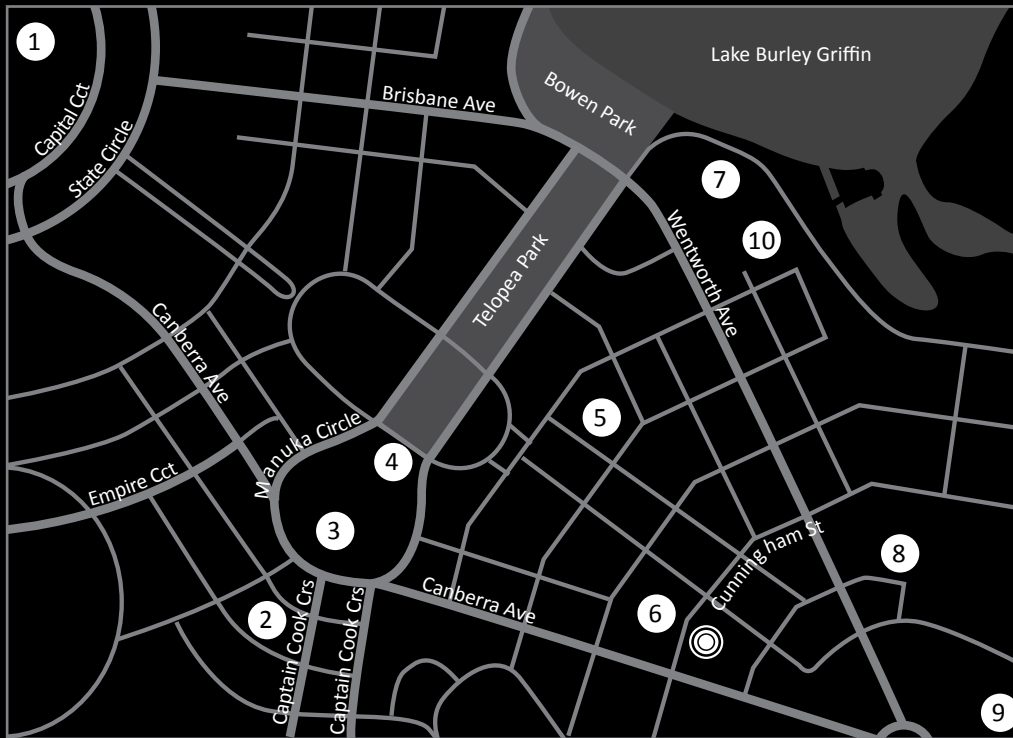 1
Lake Burley Griffin
Capital Cct
State Circle
Brisbane Ave
Bowen Park
7
10
Wentworth Ave
Telopea Park
Canberra Ave
5
Manuka Circle
4
Empire Cct
3
Cunning ham St
8
2
Captain Cook Crs
Captain Cook Crs
Canberra Ave
6
9